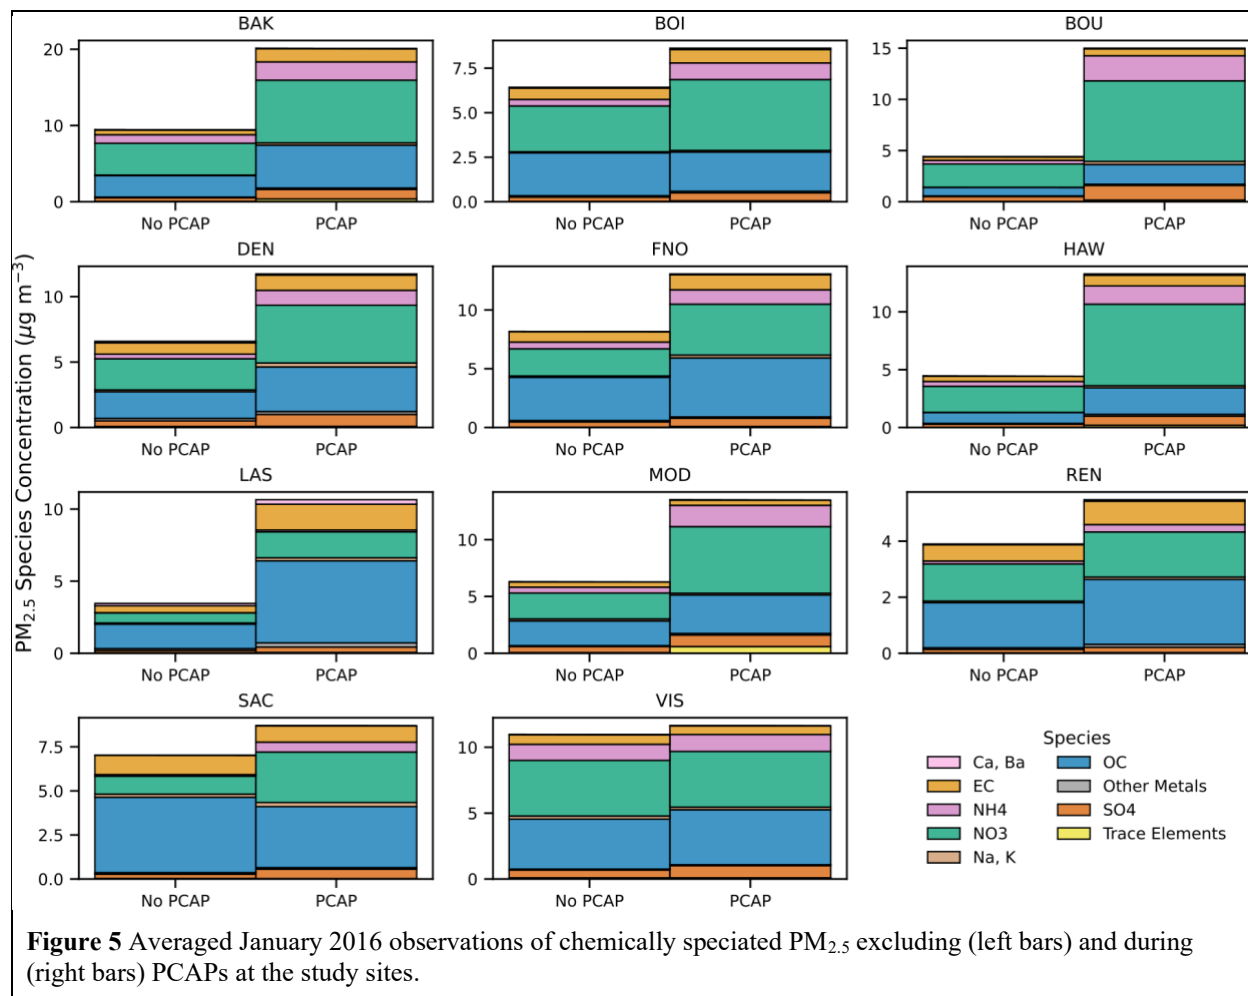 BAK
BOI
BOU
20
10
0
No PCAP
PCAP
7.5
5.0
2.5
0.0
No PCAP
PCAP
15
10
5
0
No PCAP
PCAP
DEN
FNO
HAW
10
5
0
No PCAP
PCAP
10
5
0
No PCAP
PCAP
10
5
0
No PCAP
PCAP
PM2.5 Species Concentration (μg m−3)
LAS
MOD
REN
10
5
0
No PCAP
PCAP
10
5
0
No PCAP
PCAP
4
2
0
No PCAP
PCAP
SAC
VIS
7.5
5.0
2.5
0.0
No PCAP
PCAP
10
5
0
No PCAP
PCAP
Species
Ca, Ba
EC
NH4
NO3
Na, K
OC
Other Metals
SO4
Trace Elements
Figure 5 Averaged January 2016 observations of chemically speciated PM2.5 excluding (left bars) and during
(right bars) PCAPs at the study sites.